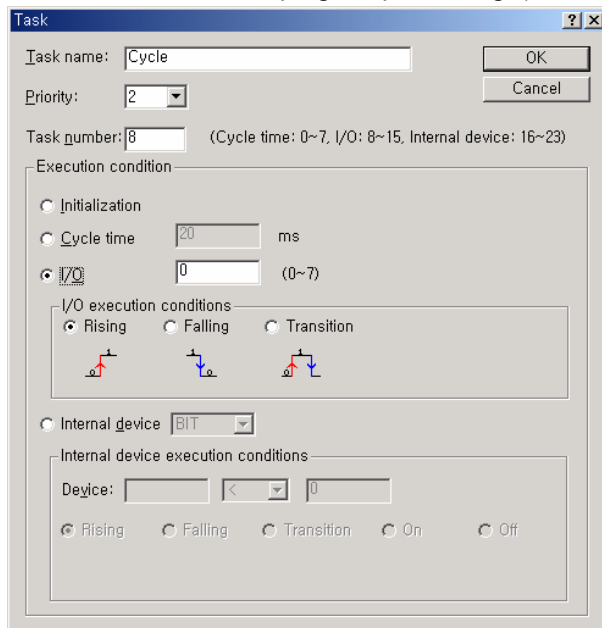 Task
Task name: Cycle
OK
Priority: 2
Cancel
Task number: 8 (Cycle time: 0~7, I/O: 8~15, Internal device: 16~23)
Execution condition
Initialization
Cycle time 20 ms
I/O 0 (0~7)
I/O execution conditions
Rising Falling Transition
0 1 1 0 0 1
Internal device BIT
Internal device execution conditions
Device: < 0
Rising Falling Transition On Off